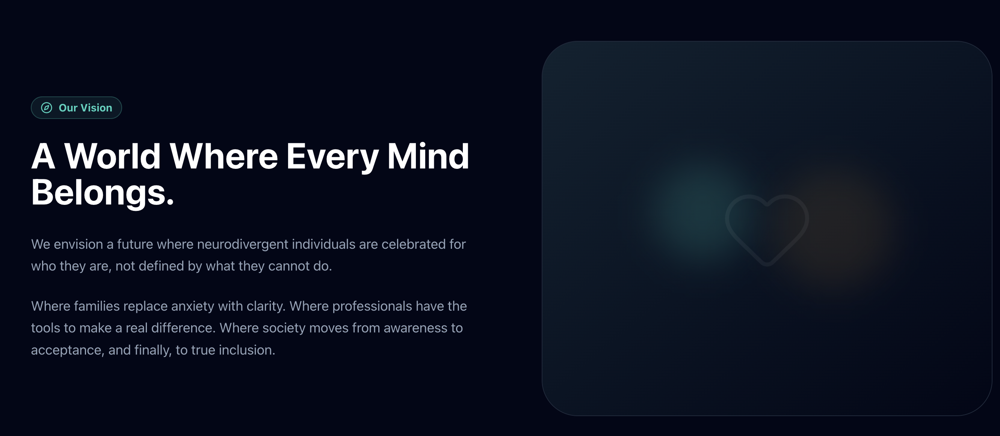 Our Vision
A World Where Every Mind
Belongs.
We envision a future where neurodivergent individuals are celebrated for
who they are, not defined by what they cannot do.
Where families replace anxiety with clarity. Where professionals have the
tools to make a real difference. Where society moves from awareness to
acceptance, and finally, to true inclusion.